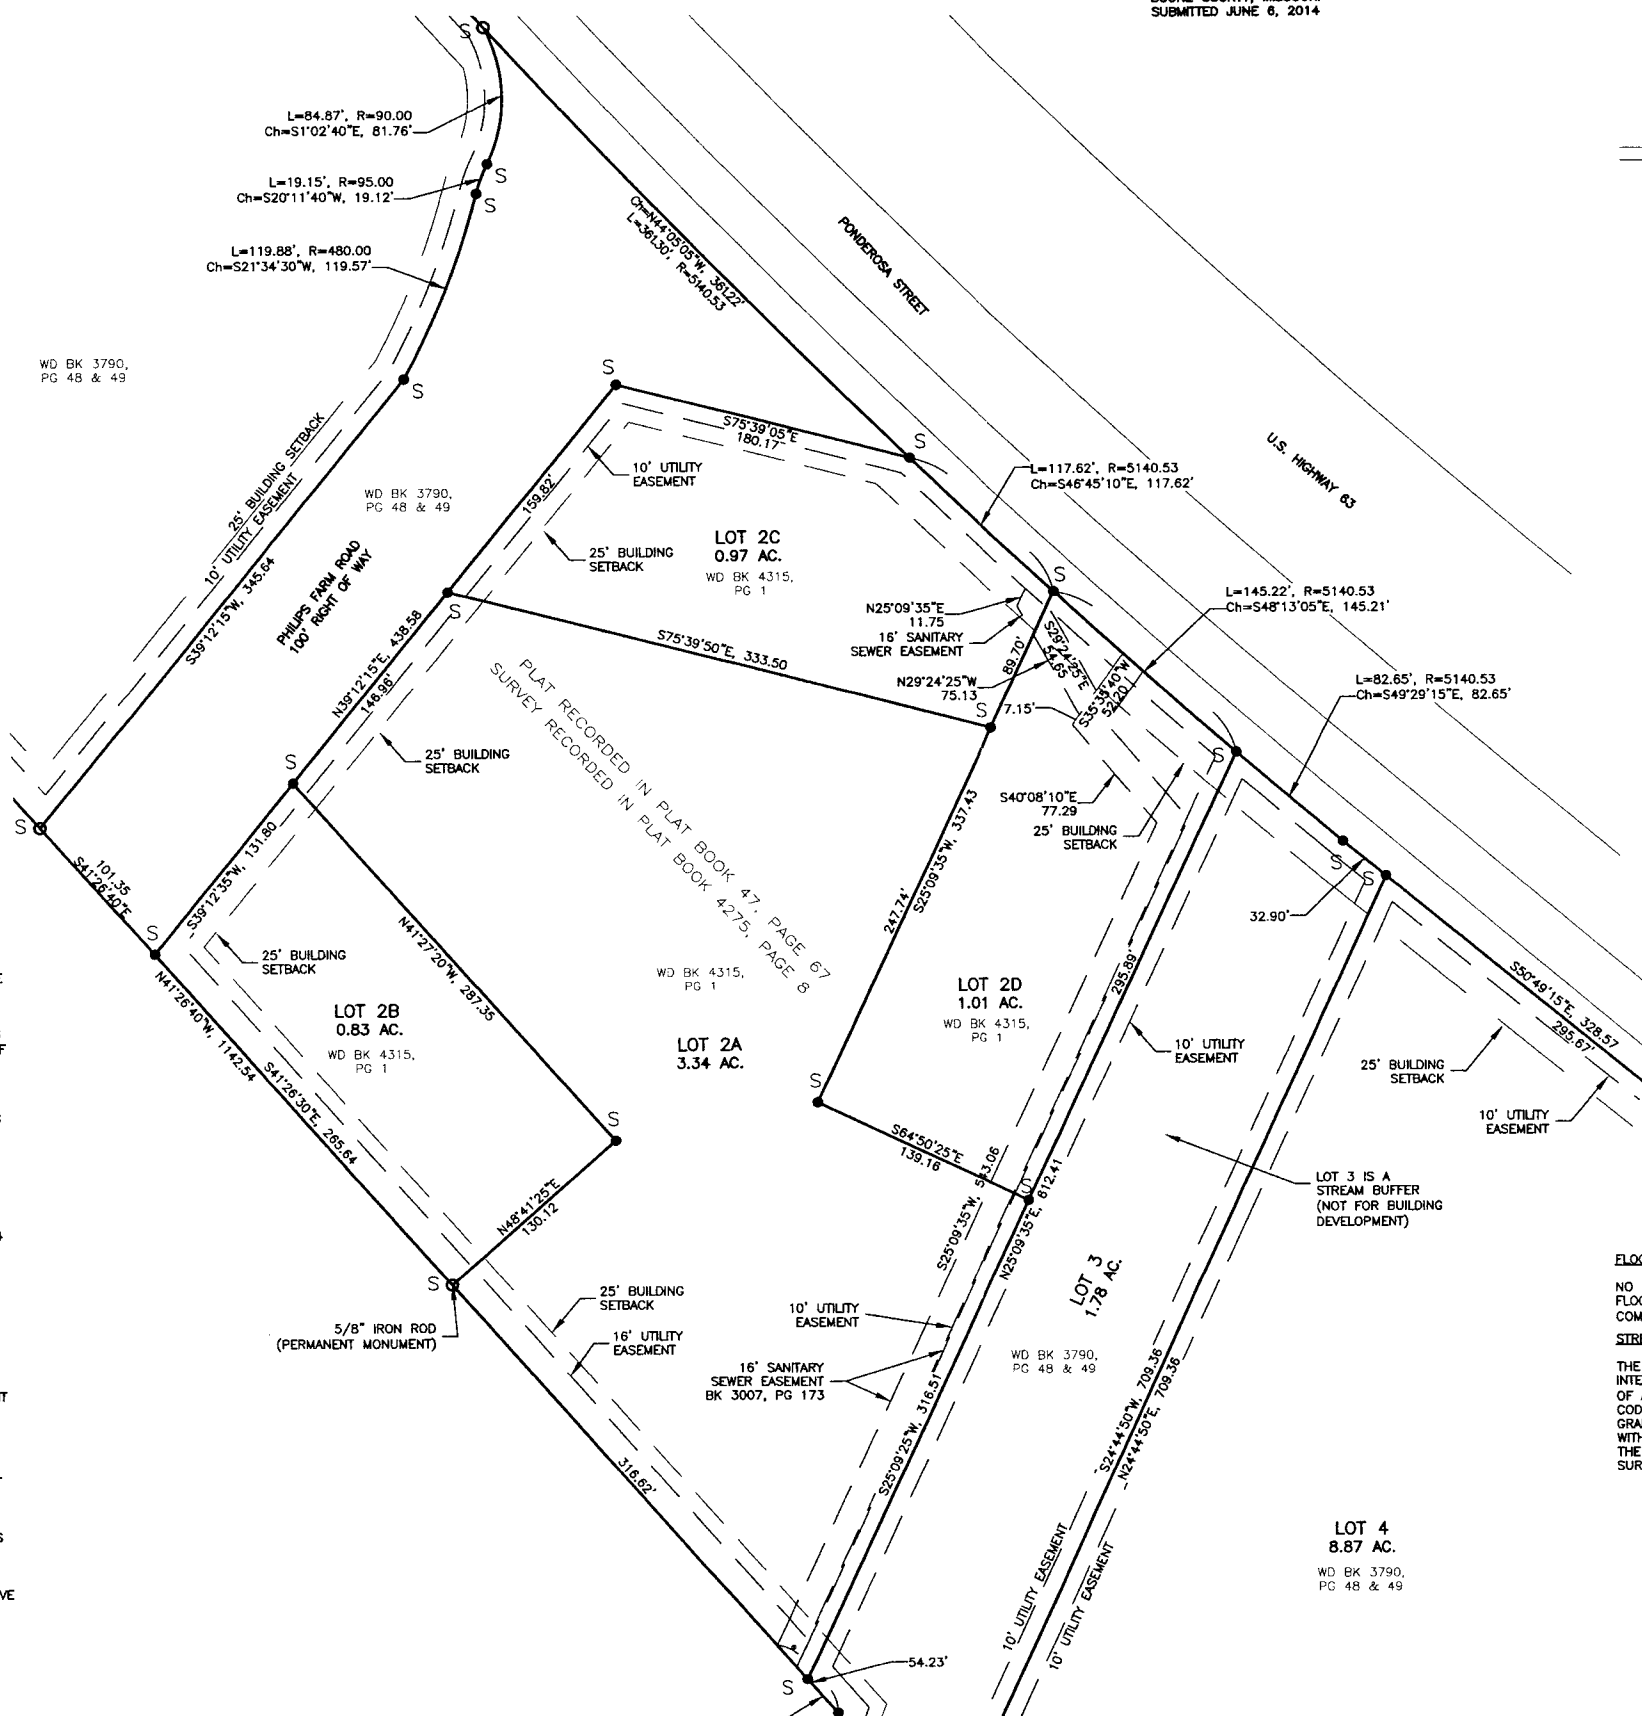 SUBMITTED JUNE 6, 2014
S
L=84.87', R=90.00
Ch=S1°02'40"E, 81.76'
S
L=19.15', R=95.00
Ch=S20°11'40"W, 19.12'
S
L=119.88', R=480.00
Ch=S21°34'30"W, 119.57'
Ch=N44°05'05"W, 361.22'
L=361.30', R=5140.53
PONDEROSA STREET
U.S. HIGHWAY 63
WD BK 3790,
PG 48 & 49
S
S
S75°39'05"E
180.17
S
25' BUILDING SETBACK
10' UTILITY EASEMENT
S39°12'15"W, 345.64
WD BK 3790,
PG 48 & 49
PHILIPS FARM ROAD
100' RIGHT OF WAY
159.82'
10' UTILITY
EASEMENT
L=117.62', R=5140.53
Ch=S46°45'10"E, 117.62'
LOT 2C
0.97 AC.
WD BK 4315,
PG 1
25' BUILDING
SETBACK
S
S
N25°09'35"E
11.75
16' SANITARY
SEWER EASEMENT
N29°24'25"W
75.13
89.70'
S29°24'25"E
54.65
S35°35'40"W
52.20
7.15'
L=145.22', R=5140.53
Ch=S48°13'05"E, 145.21'
L=82.65', R=5140.53
Ch=S49°29'15"E, 82.65'
N39°12'15"E, 438.58
146.96'
S75°39'50"E, 333.50
S
PLAT RECORDED IN PLAT BOOK 47, PAGE 67
SURVEY RECORDED IN PLAT BOOK 4275, PAGE 8
25' BUILDING
SETBACK
S
S
S40°08'10"E
77.29
25' BUILDING
SETBACK
S
S
S
32.90'
S
101.35
S41°26'40"E
S39°12'35"W, 131.80
S
25' BUILDING
SETBACK
N41°27'20"W, 287.35
247.74'
S25°09'35"W, 337.43
295.89'
WD BK 4315,
PG 1
LOT 2D
1.01 AC.
WD BK 4315,
PG 1
S50°49'15"E, 328.57
295.67'
LOT 2B
0.83 AC.
WD BK 4315,
PG 1
LOT 2A
3.34 AC.
10' UTILITY
EASEMENT
25' BUILDING
SETBACK
10' UTILITY
EASEMENT
N41°26'40"W, 1142.54
S41°26'30"E, 265.64
S
S
S64°50'25"E
139.16
S
N48°41'25"E
130.12
S25°09'35"W, 543.06
N25°09'35"E, 612.41
LOT 3 IS A
STREAM BUFFER
(NOT FOR BUILDING
DEVELOPMENT)
S
5/8" IRON ROD
(PERMANENT MONUMENT)
25' BUILDING
SETBACK
16' UTILITY
EASEMENT
10' UTILITY
EASEMENT
16' SANITARY
SEWER EASEMENT
BK 3007, PG 173
LOT 3
1.78 AC.
WD BK 3790,
PG 48 & 49
NO
COM
THE
INTE
OF
COD
GRA
WITH
THE
SUR
316.62'
S25°09'25"W, 316.51
S24°44'50"W, 709.36
N24°44'50"E, 709.36
LOT 4
8.87 AC.
WD BK 3790,
PG 48 & 49
10' UTILITY EASEMENT
10' UTILITY EASEMENT
VE
54.23'
S